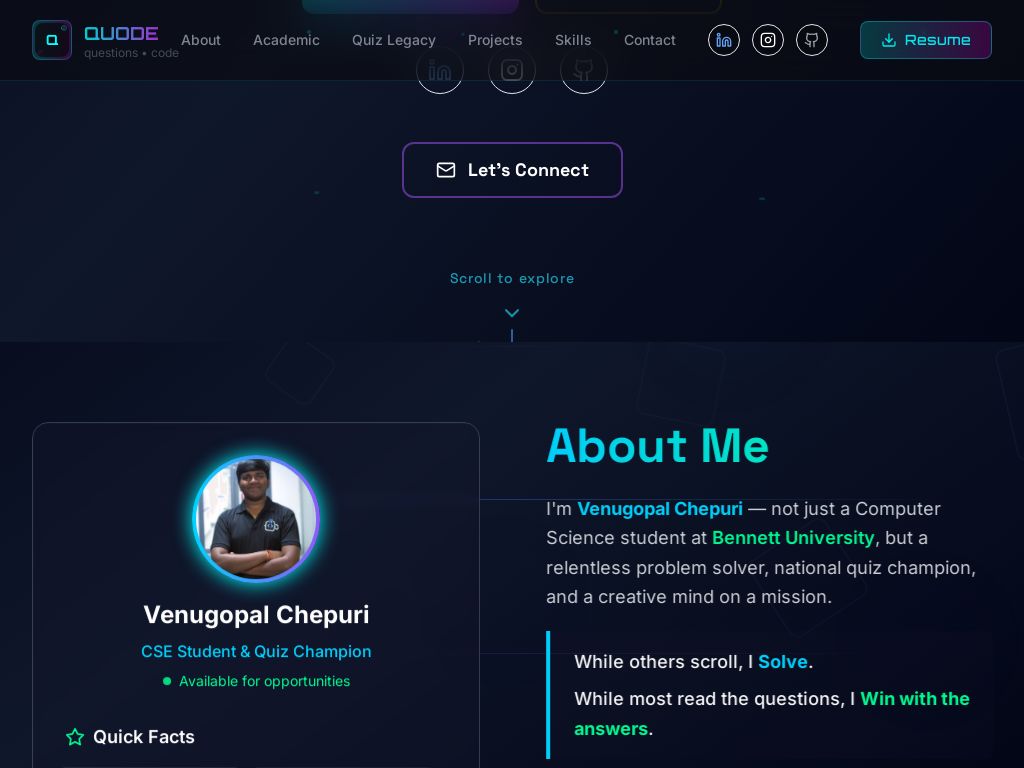 QUODE
questions • code
About
Academic
Quiz Legacy
Projects
Skills
Contact
Resume
Let's Connect
Scroll to explore
Venugopal Chepuri
CSE Student & Quiz Champion
Available for opportunities
Quick Facts
About Me
I'm Venugopal Chepuri — not just a Computer
Science student at Bennett University, but a
relentless problem solver, national quiz champion,
and a creative mind on a mission.
While others scroll, I Solve.
While most read the questions, I Win with the
answers.